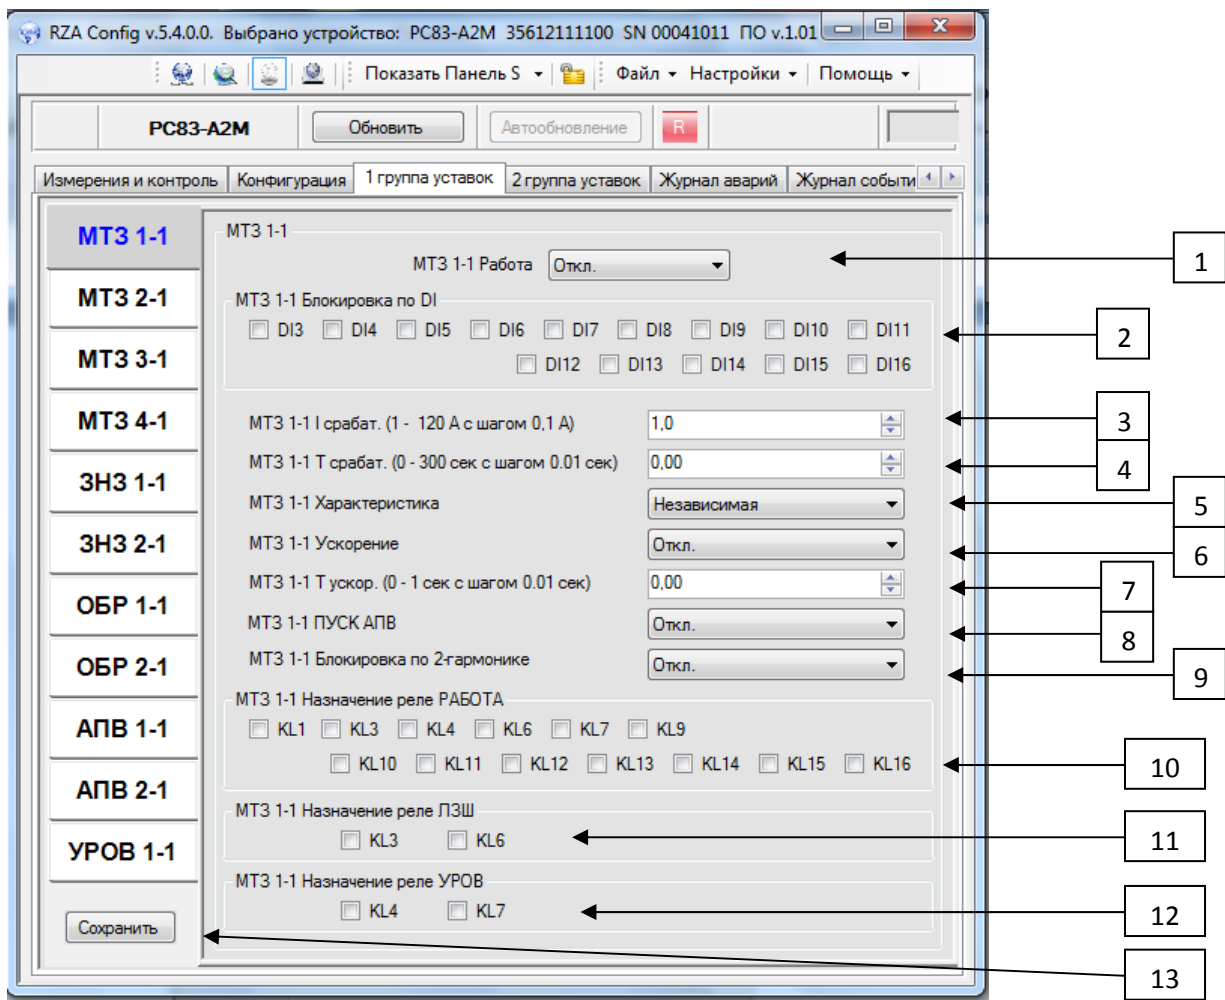 RZA Config v.5.4.0.0. Выбрано устройство: РС83-А2М 35612111100 SN 00041011 ПО v.1.01
Показать Панель S Файл Настройки Помощь
РС83-А2М Обновить Автообновление R
Измерения и контроль Конфигурация 1 группа уставок 2 группа уставок Журнал аварий Журнал событи
МТЗ 1-1
МТЗ 2-1
МТЗ 3-1
МТЗ 4-1
ЗНЗ 1-1
ЗНЗ 2-1
ОБР 1-1
ОБР 2-1
АПВ 1-1
АПВ 2-1
УРОВ 1-1
Сохранить
МТЗ 1-1
МТЗ 1-1 Работа Откл.
МТЗ 1-1 Блокировка по DI
DI3 DI4 DI5 DI6 DI7 DI8 DI9 DI10 DI11
DI12 DI13 DI14 DI15 DI16
МТЗ 1-1 I срабат. (1 - 120 А с шагом 0,1 А) 1,0
МТЗ 1-1 Т срабат. (0 - 300 сек с шагом 0.01 сек) 0,00
МТЗ 1-1 Характеристика Независимая
МТЗ 1-1 Ускорение Откл.
МТЗ 1-1 Т ускор. (0 - 1 сек с шагом 0.01 сек) 0,00
МТЗ 1-1 ПУСК АПВ Откл.
МТЗ 1-1 Блокировка по 2-гармонике Откл.
МТЗ 1-1 Назначение реле РАБОТА
KL1 KL3 KL4 KL6 KL7 KL9
KL10 KL11 KL12 KL13 KL14 KL15 KL16
МТЗ 1-1 Назначение реле ЛЗШ
KL3 KL6
МТЗ 1-1 Назначение реле УРОВ
KL4 KL7
1
2
3
4
5
6
7
8
9
10
11
12
13